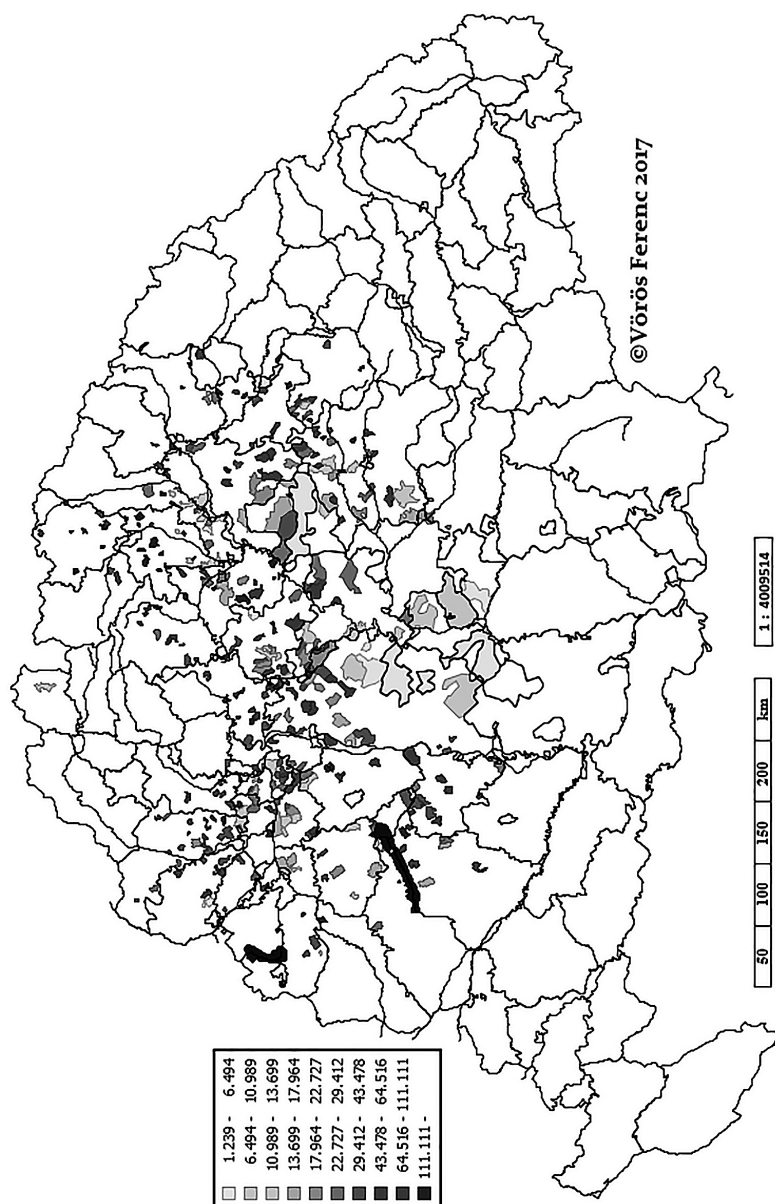 1.239 - 6.494
6.494 - 10.989
10.989 - 13.699
13.699 - 17.964
17.964 - 22.727
22.727 - 29.412
29.412 - 43.478
43.478 - 64.516
64.516 - 111.111
111.111 -
50 100 150 200 km
1 : 4009514
©Vörös Ferenc 2017